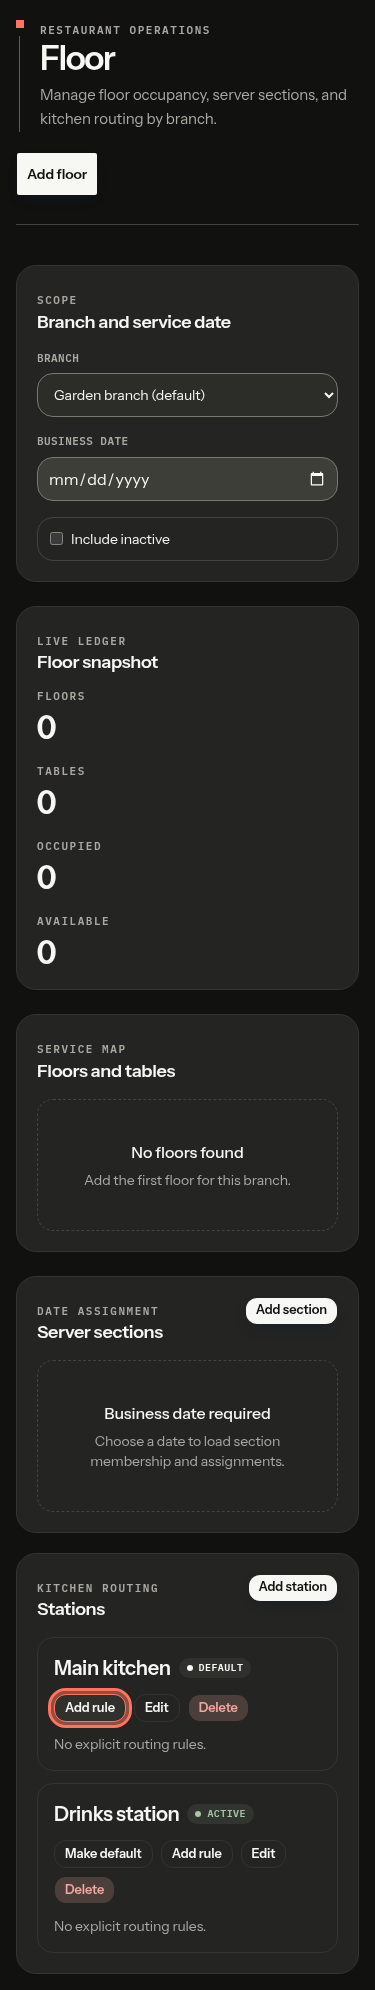 RESTAURANT OPERATIONS
Floor
Manage floor occupancy, server sections, and
kitchen routing by branch.
Add floor
SCOPE
Branch and service date
BRANCH
Garden branch (default)
BUSINESS DATE
mm/dd/yyyy
Include inactive
LIVE LEDGER
Floor snapshot
FLOORS
0
TABLES
0
OCCUPIED
0
AVAILABLE
0
SERVICE MAP
Floors and tables
No floors found
Add the first floor for this branch.
DATE ASSIGNMENT
Server sections
Add section
Business date required
Choose a date to load section
membership and assignments.
KITCHEN ROUTING
Stations
Add station
Main kitchen DEFAULT
Add rule Edit Delete
No explicit routing rules.
Drinks station ACTIVE
Make default Add rule Edit
Delete
No explicit routing rules.